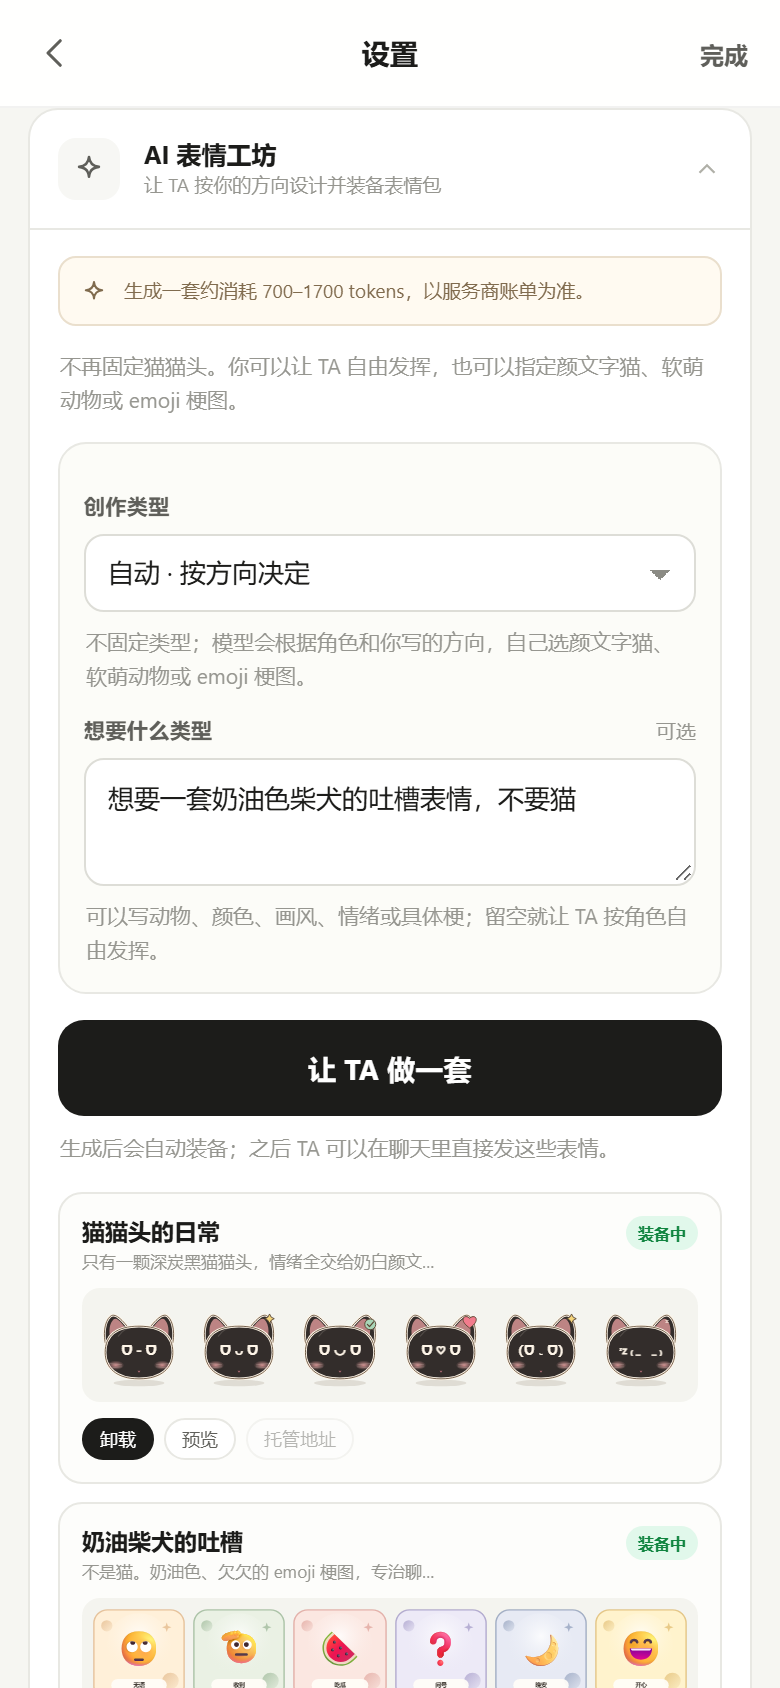 设置
完成
AI 表情工坊
让 TA 按你的方向设计并装备表情包
生成一套约消耗 700–1700 tokens，以服务商账单为准。
不再固定猫猫头。你可以让 TA 自由发挥，也可以指定颜文字猫、软萌
动物或 emoji 梗图。
创作类型
自动 · 按方向决定
不固定类型；模型会根据角色和你写的方向，自己选颜文字猫、
软萌动物或 emoji 梗图。
想要什么类型
可选
想要一套奶油色柴犬的吐槽表情，不要猫
可以写动物、颜色、画风、情绪或具体梗；留空就让 TA 按角色自
由发挥。
让 TA 做一套
生成后会自动装备；之后 TA 可以在聊天里直接发这些表情。
猫猫头的日常
装备中
只有一颗深炭黑猫猫头，情绪全交给奶白颜文...
卸载
预览
托管地址
奶油柴犬的吐槽
装备中
不是猫。奶油色、欠欠的 emoji 梗图，专治聊...
无语
收到
吃瓜
问号
晚安
开心